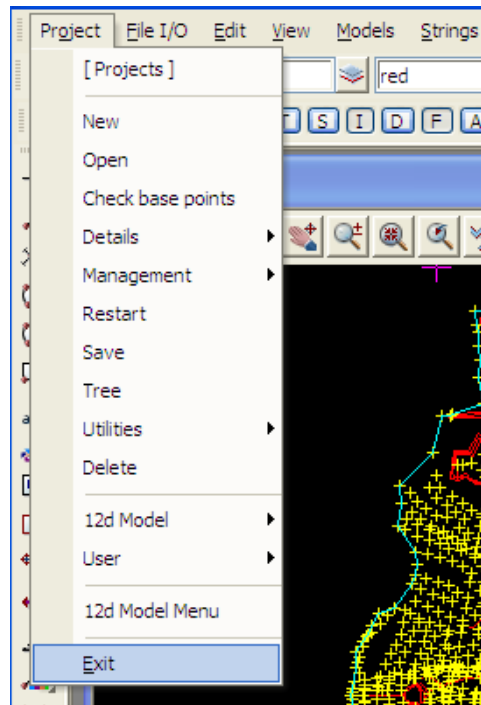 Project File I/O Edit View Models Strings
[ Projects ]
red
New
T S I D F A
Open
Check base points
Details
Management
Restart
Save
Tree
Utilities
Delete
12d Model
User
12d Model Menu
Exit